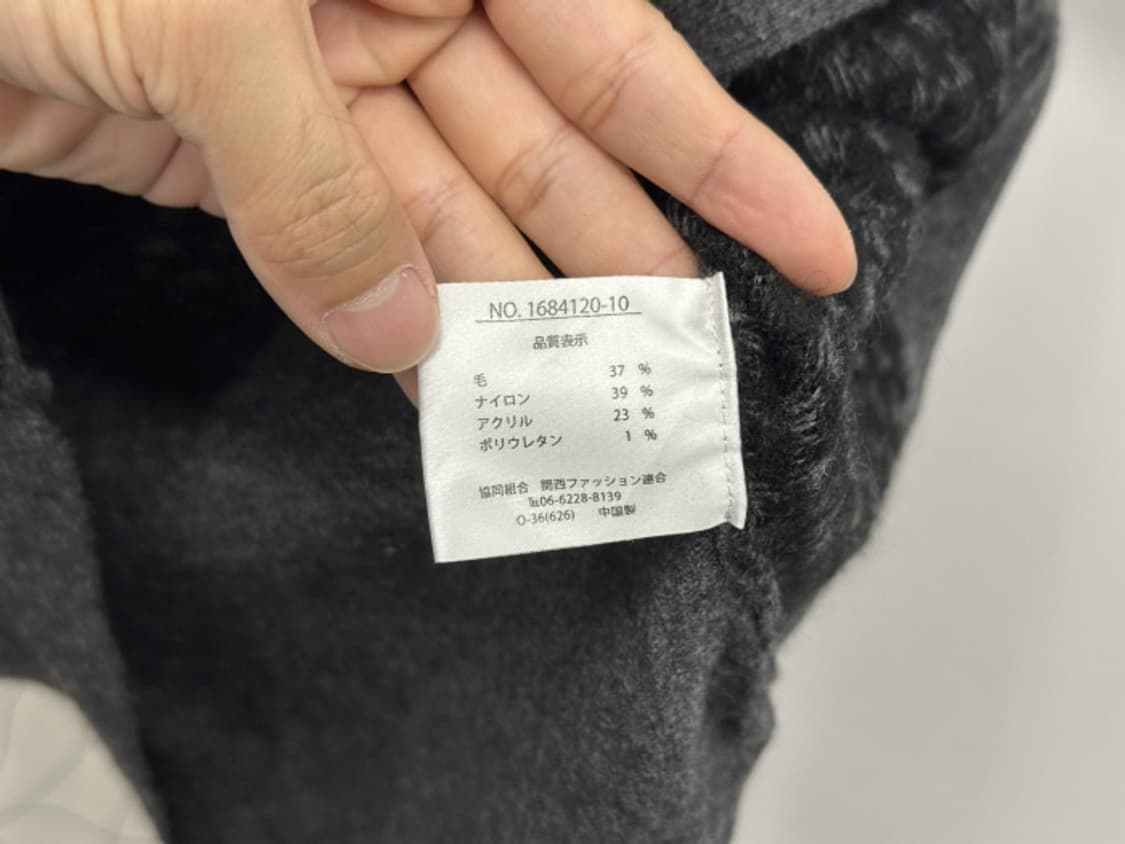 NO. 1684120-10
品質表示
毛 37 %
ナイロン 39 %
アクリル 23 %
ポリウレタン 1 %
協同組合 関西ファッション連合
℡06-6228-8139
O-36(626) 中国製